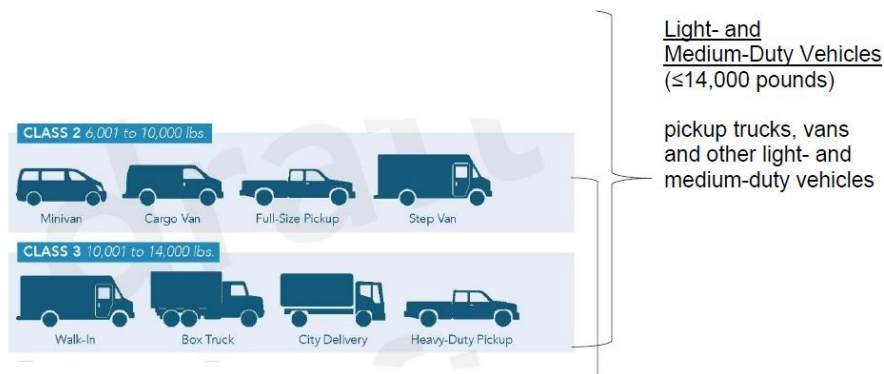 Light- and
Medium-Duty Vehicles
(≤14,000 pounds)
pickup trucks, vans
and other light- and
medium-duty vehicles
CLASS 2 6,001 to 10,000 lbs.
Minivan Cargo Van Full-Size Pickup Step Van
CLASS 3 10,001 to 14,000 lbs.
Walk-In Box Truck City Delivery Heavy-Duty Pickup
draft